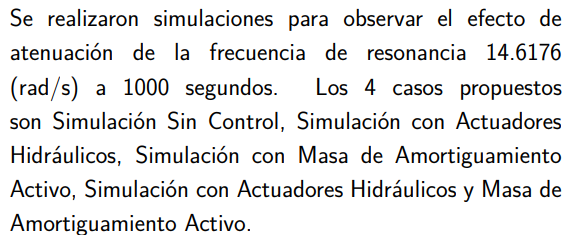 Se realizaron simulaciones para observar el efecto de
atenuación de la frecuencia de resonancia 14.6176
(rad/s) a 1000 segundos. Los 4 casos propuestos
son Simulación Sin Control, Simulación con Actuadores
Hidráulicos, Simulación con Masa de Amortiguamiento
Activo, Simulación con Actuadores Hidráulicos y Masa de
Amortiguamiento Activo.